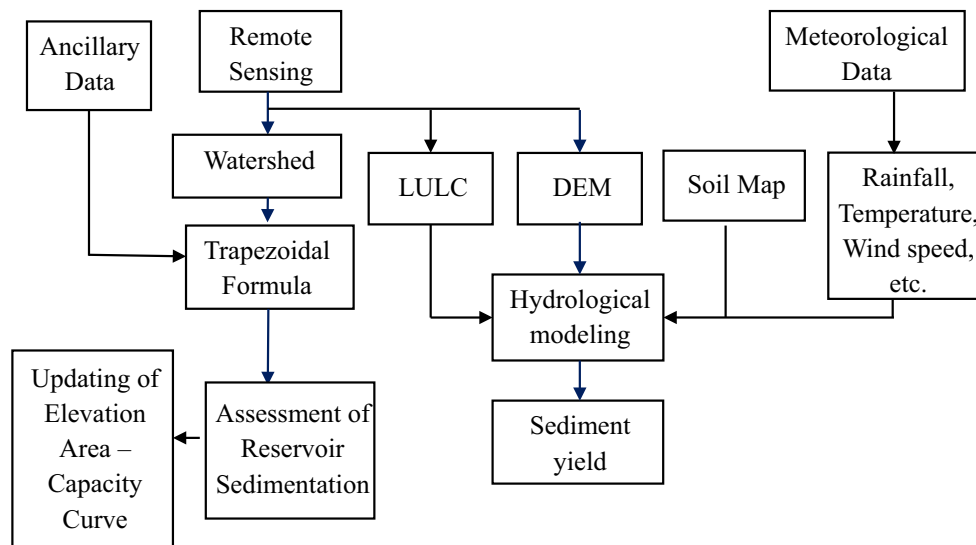 Ancillary
Data
Remote
Sensing
Meteorological
Data
Watershed
LULC
DEM
Soil Map
Rainfall,
Temperature,
Wind speed,
etc.
Trapezoidal
Formula
Hydrological
modeling
Updating of
Elevation
Area –
Capacity
Curve
Assessment of
Reservoir
Sedimentation
Sediment
yield